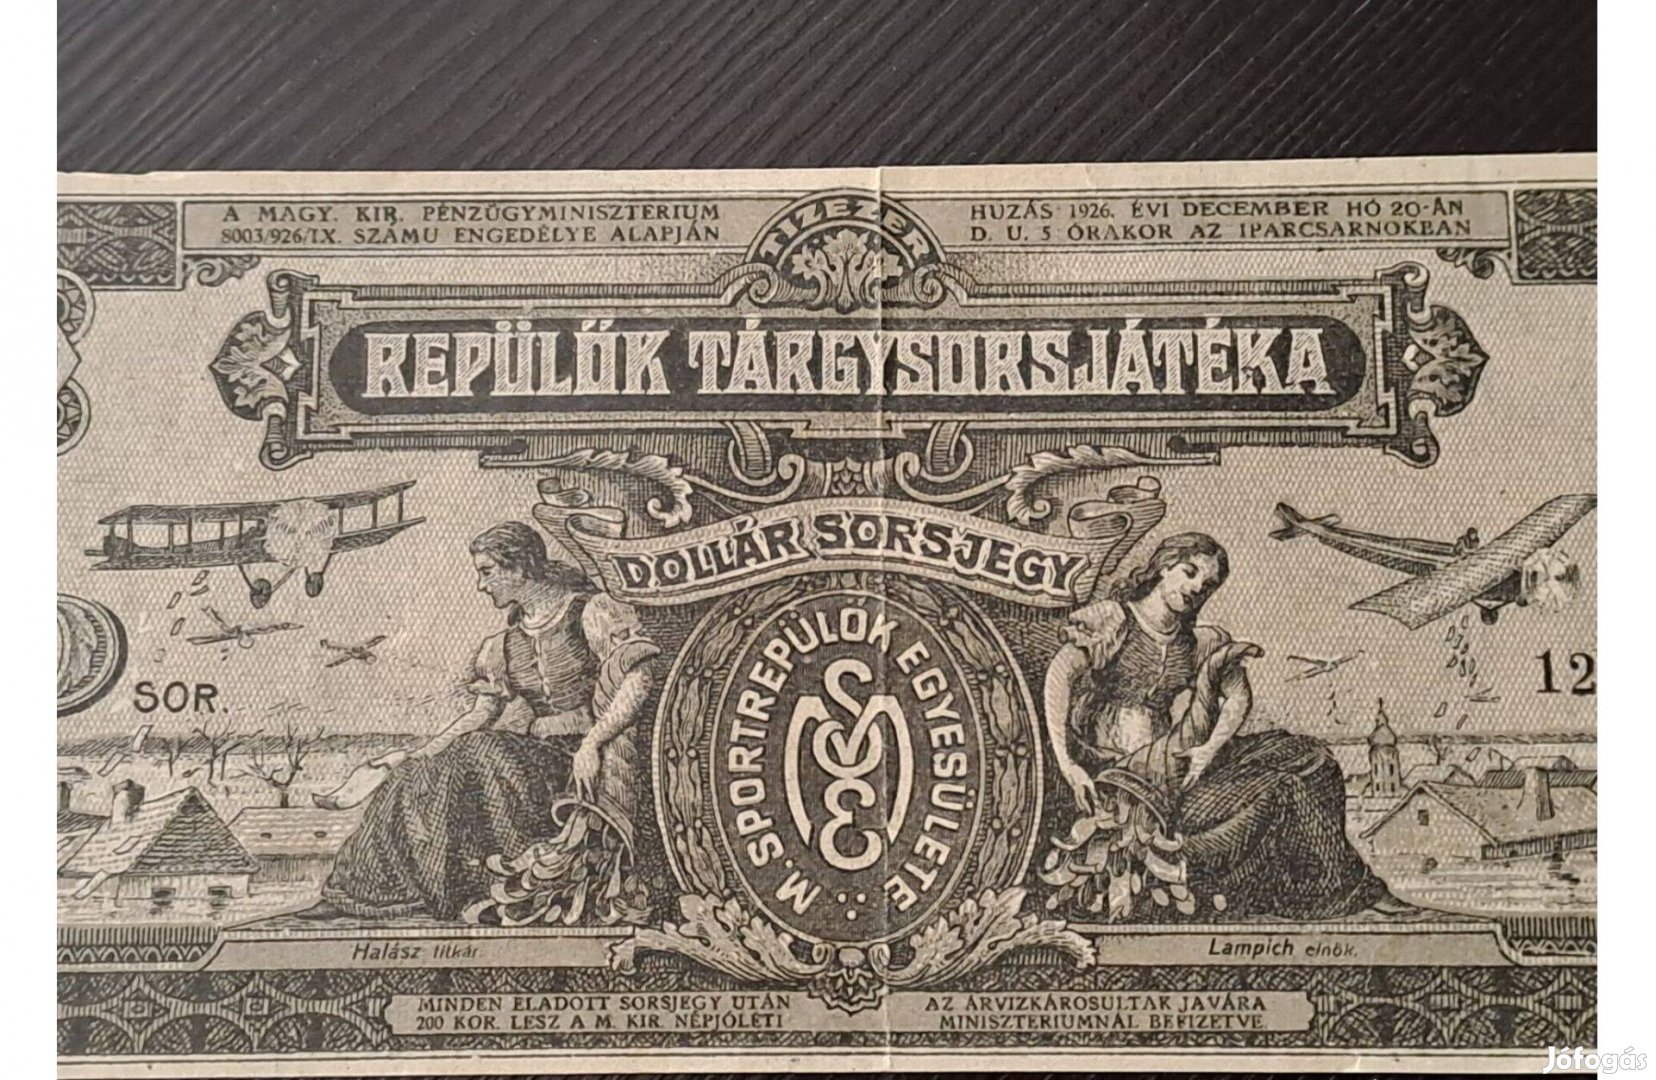 A MAGY. KIR. PÉNZÜGYMINISZTERIUM
8003/926/IX. SZÁMU ENGEDÉLYE ALAPJÁN
TIZEZER
HUZÁS 1926. ÉVI DECEMBER HÓ 20-ÁN
D. U. 5 ÓRAKOR AZ IPARCSARNOKBAN
REPÜLŐK TÁRGYSORSJÁTÉKA
DOLLÁR SORSJEGY
M. SPORTREPÜLŐK EGYESÜLETE
MSE
SOR.
12
Halász titkár.
Lampich elnök.
MINDEN ELADOTT SORSJEGY UTÁN
200 KOR. LESZ A M. KIR. NÉPJÓLÉTI
AZ ÁRVIZKÁROSULTAK JAVÁRA
MINISZTERIUMNÁL BEFIZETVE
Jófogás